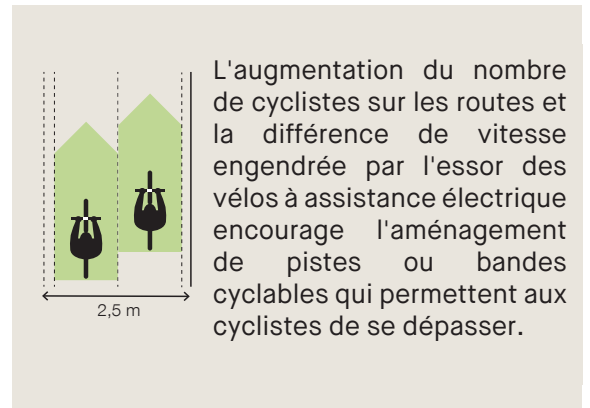 L'augmentation du nombre
de cyclistes sur les routes et
la différence de vitesse
engendrée par l'essor des
vélos à assistance électrique
encourage l'aménagement
de pistes ou bandes
cyclables qui permettent aux
cyclistes de se dépasser.
2,5 m